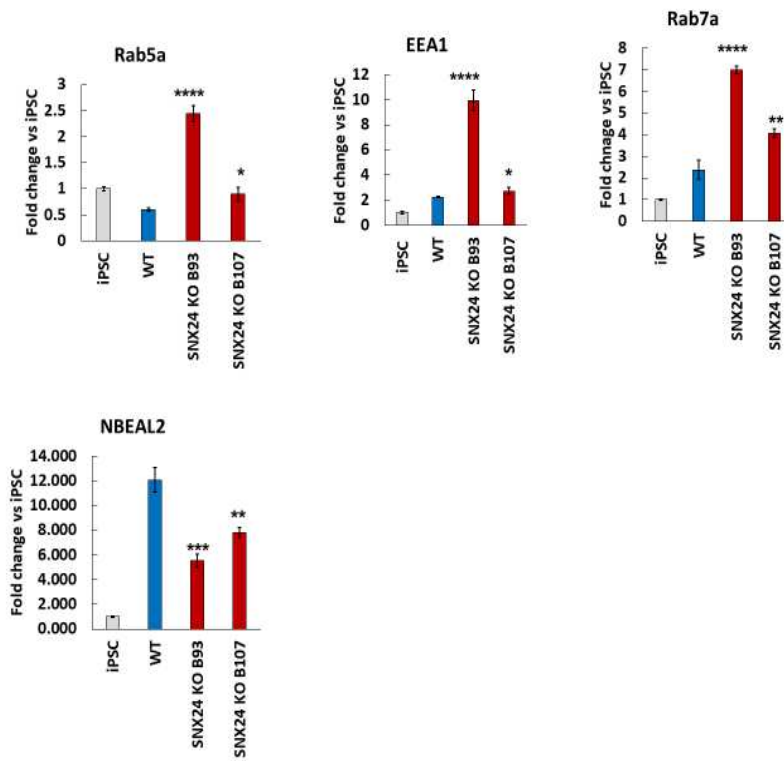 Rab5a
Fold change vs iPSC
3
2.5
2
1.5
1
0.5
0
****
*
iPSC
WT
SNX24 KO B93
SNX24 KO B107
EEA1
Fold change vs iPSC
12
10
8
6
4
2
0
****
*
iPSC
WT
SNX24 KO B93
SNX24 KO B107
Rab7a
Fold chnage vs iPSC
8
7
6
5
4
3
2
1
0
****
**
iPSC
WT
SNX24 KO B93
SNX24 KO B107
NBEAL2
Fold change vs iPSC
14.000
12.000
10.000
8.000
6.000
4.000
2.000
0.000
***
**
iPSC
WT
SNX24 KO B93
SNX24 KO B107